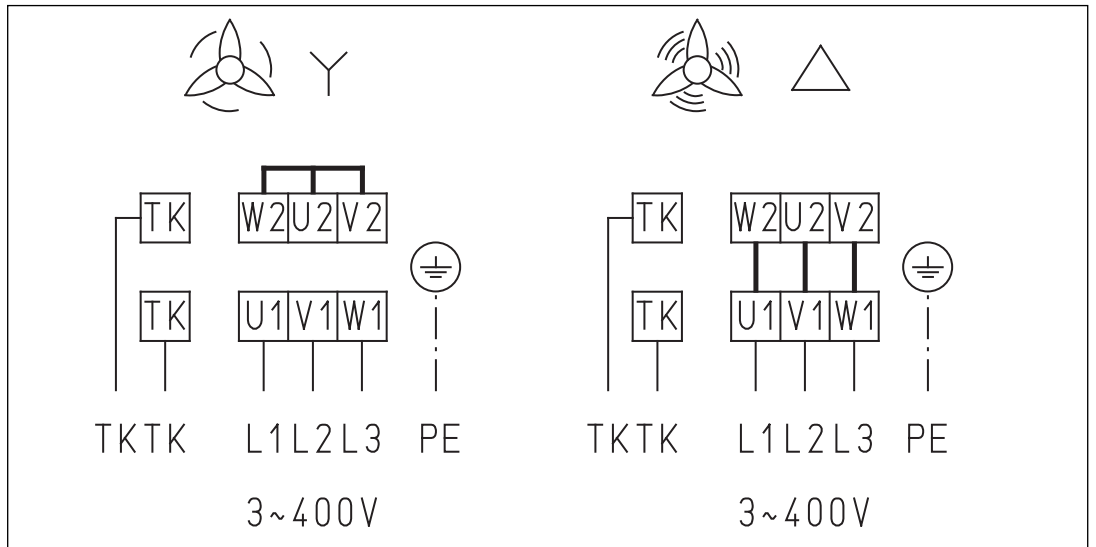 TK W2 U2 V2 TK W2 U2 V2
TK U1 V1 W1 TK U1 V1 W1
TK TK L1 L2 L3 PE TK TK L1 L2 L3 PE
3~400V 3~400V